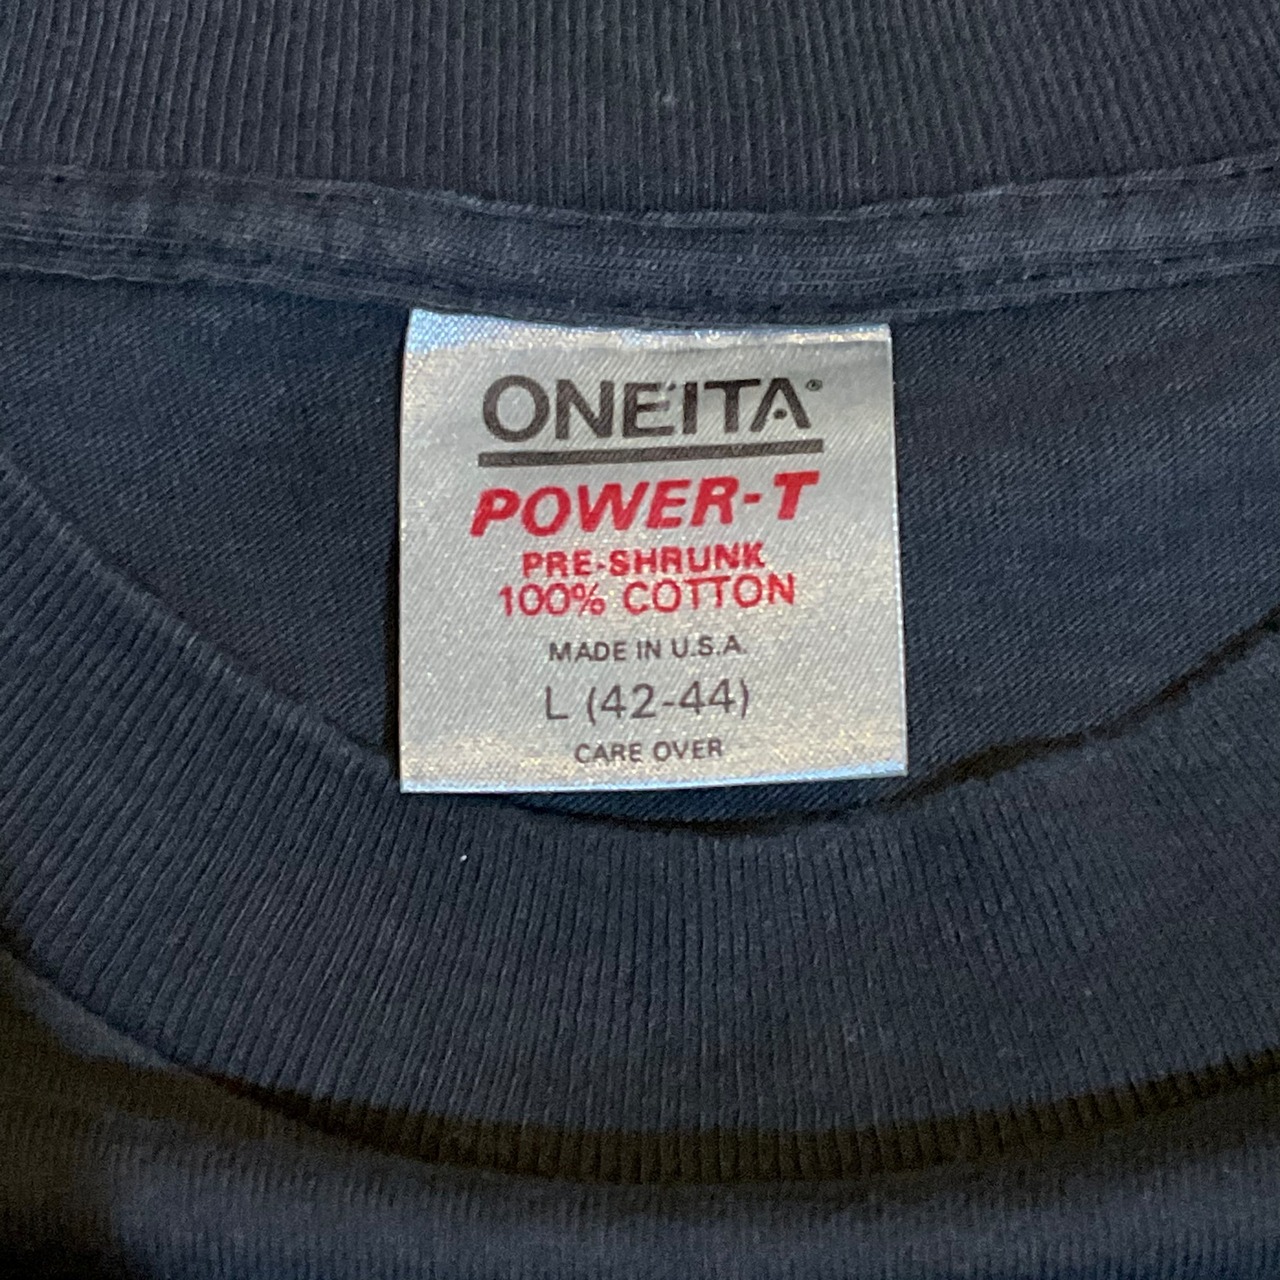 ONEITA®
POWER-T
PRE-SHRUNK
100% COTTON
MADE IN U.S.A.
L (42-44)
CARE OVER